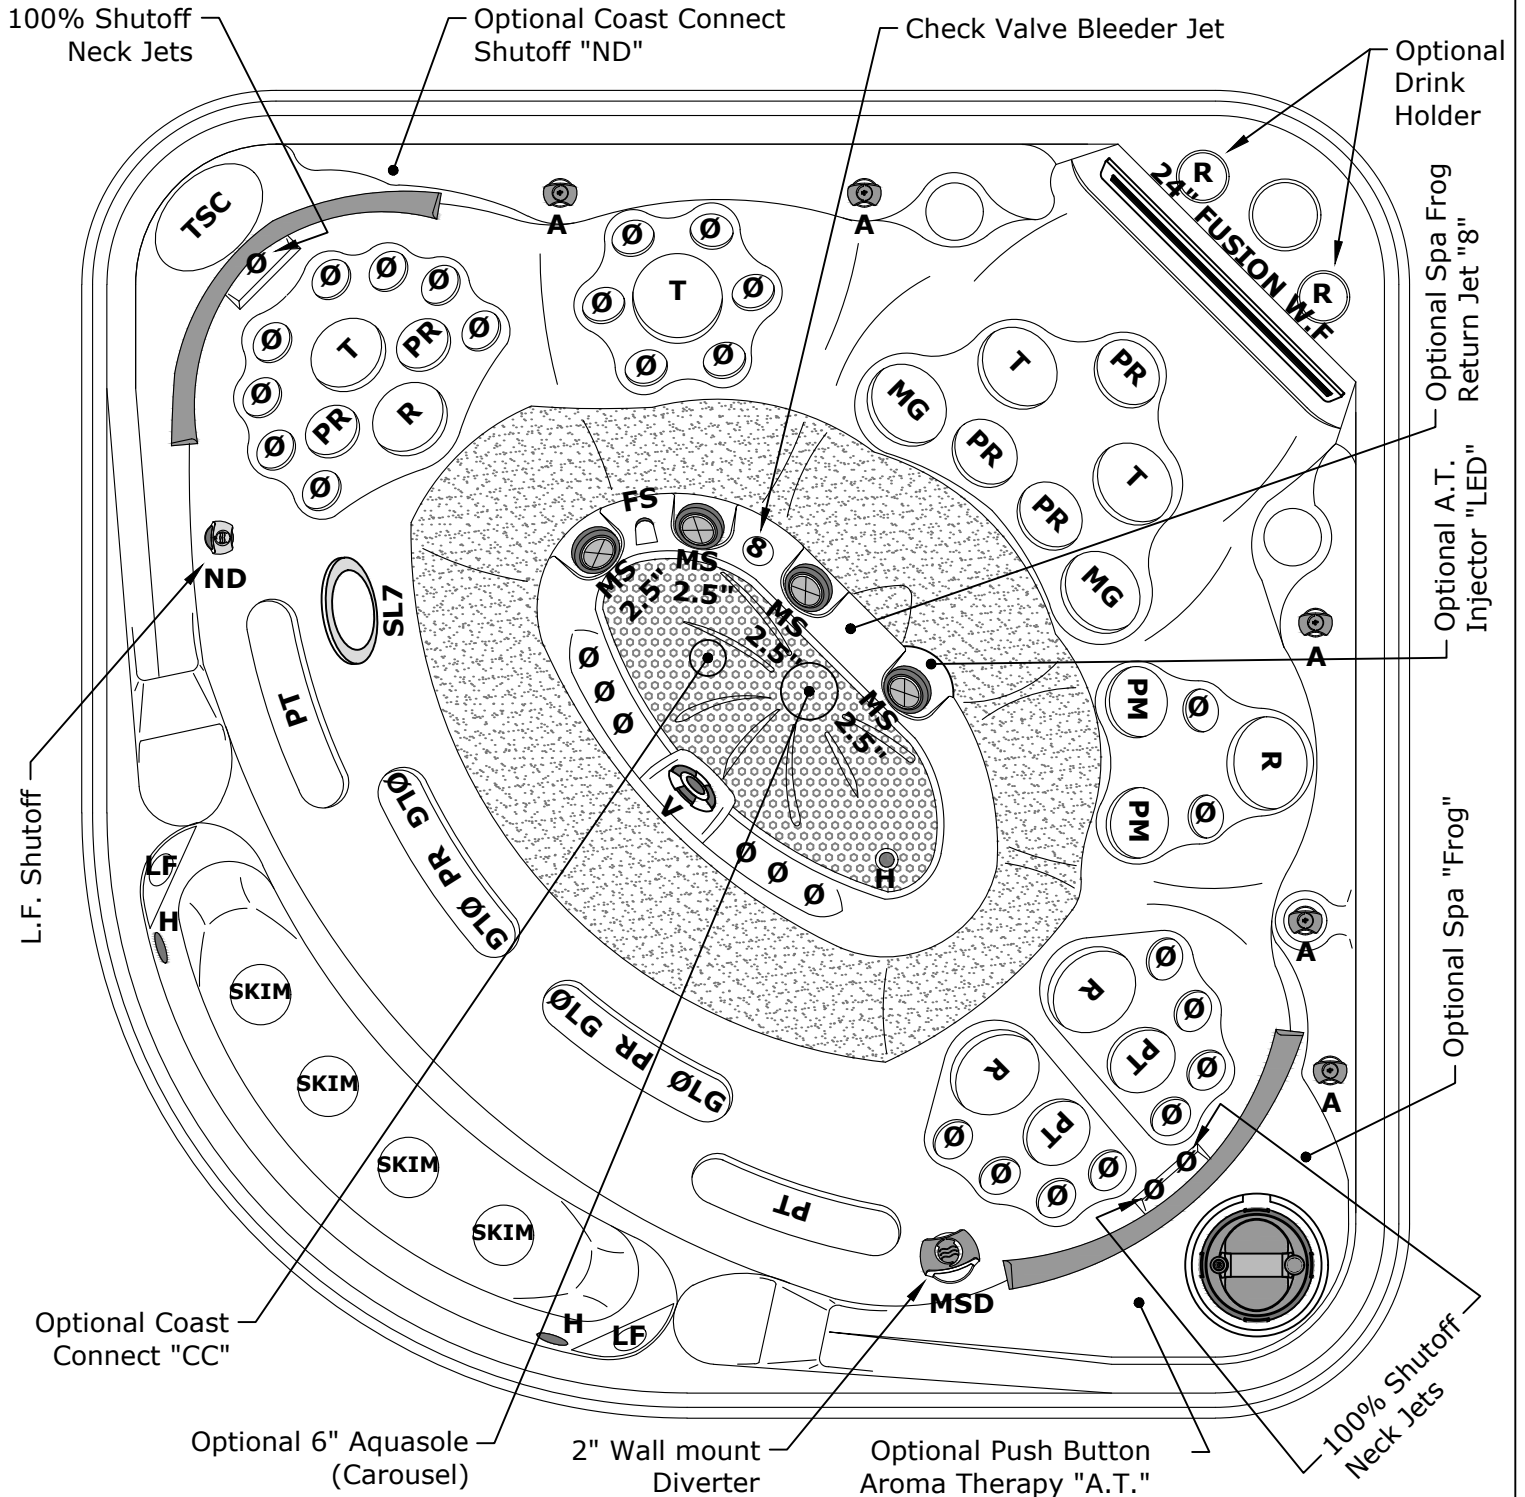 100% Shutoff
Neck Jets
Optional Coast Connect
Shutoff "ND"
Check Valve Bleeder Jet
Optional
Drink
Holder
TSC
A
A
R
24" FUSION W.F
R
Ø
Ø
Ø
Ø
Ø
Ø
Ø
Ø
Ø
T
PR
PR
R
Ø
Ø
Ø
T
Ø
Ø
Ø
Ø
T
PR
MG
PR
T
PR
MG
Optional Spa Frog
Return Jet "8"
Optional A.T.
Injector "LED"
FS
8
MS
2.5"
MS
2.5"
MS
2.5"
MS
2.5"
ND
SL7
A
PT
Ø
Ø
Ø
V
Ø
Ø
Ø
H
PM
Ø
R
PM
Ø
L.F. Shutoff
ØLG PR ØLG
LF
H
A
Optional Spa "Frog"
SKIM
SKIM
SKIM
SKIM
ØLG PR ØLG
R
Ø
Ø
PT
Ø
Ø
R
PT
Ø
Ø
Ø
Ø
Ø
Ø
A
PT
MSD
H
LF
Optional Coast
Connect "CC"
Optional 6" Aquasole
(Carousel)
2" Wall mount
Diverter
Optional Push Button
Aroma Therapy "A.T."
100% Shutoff
Neck Jets